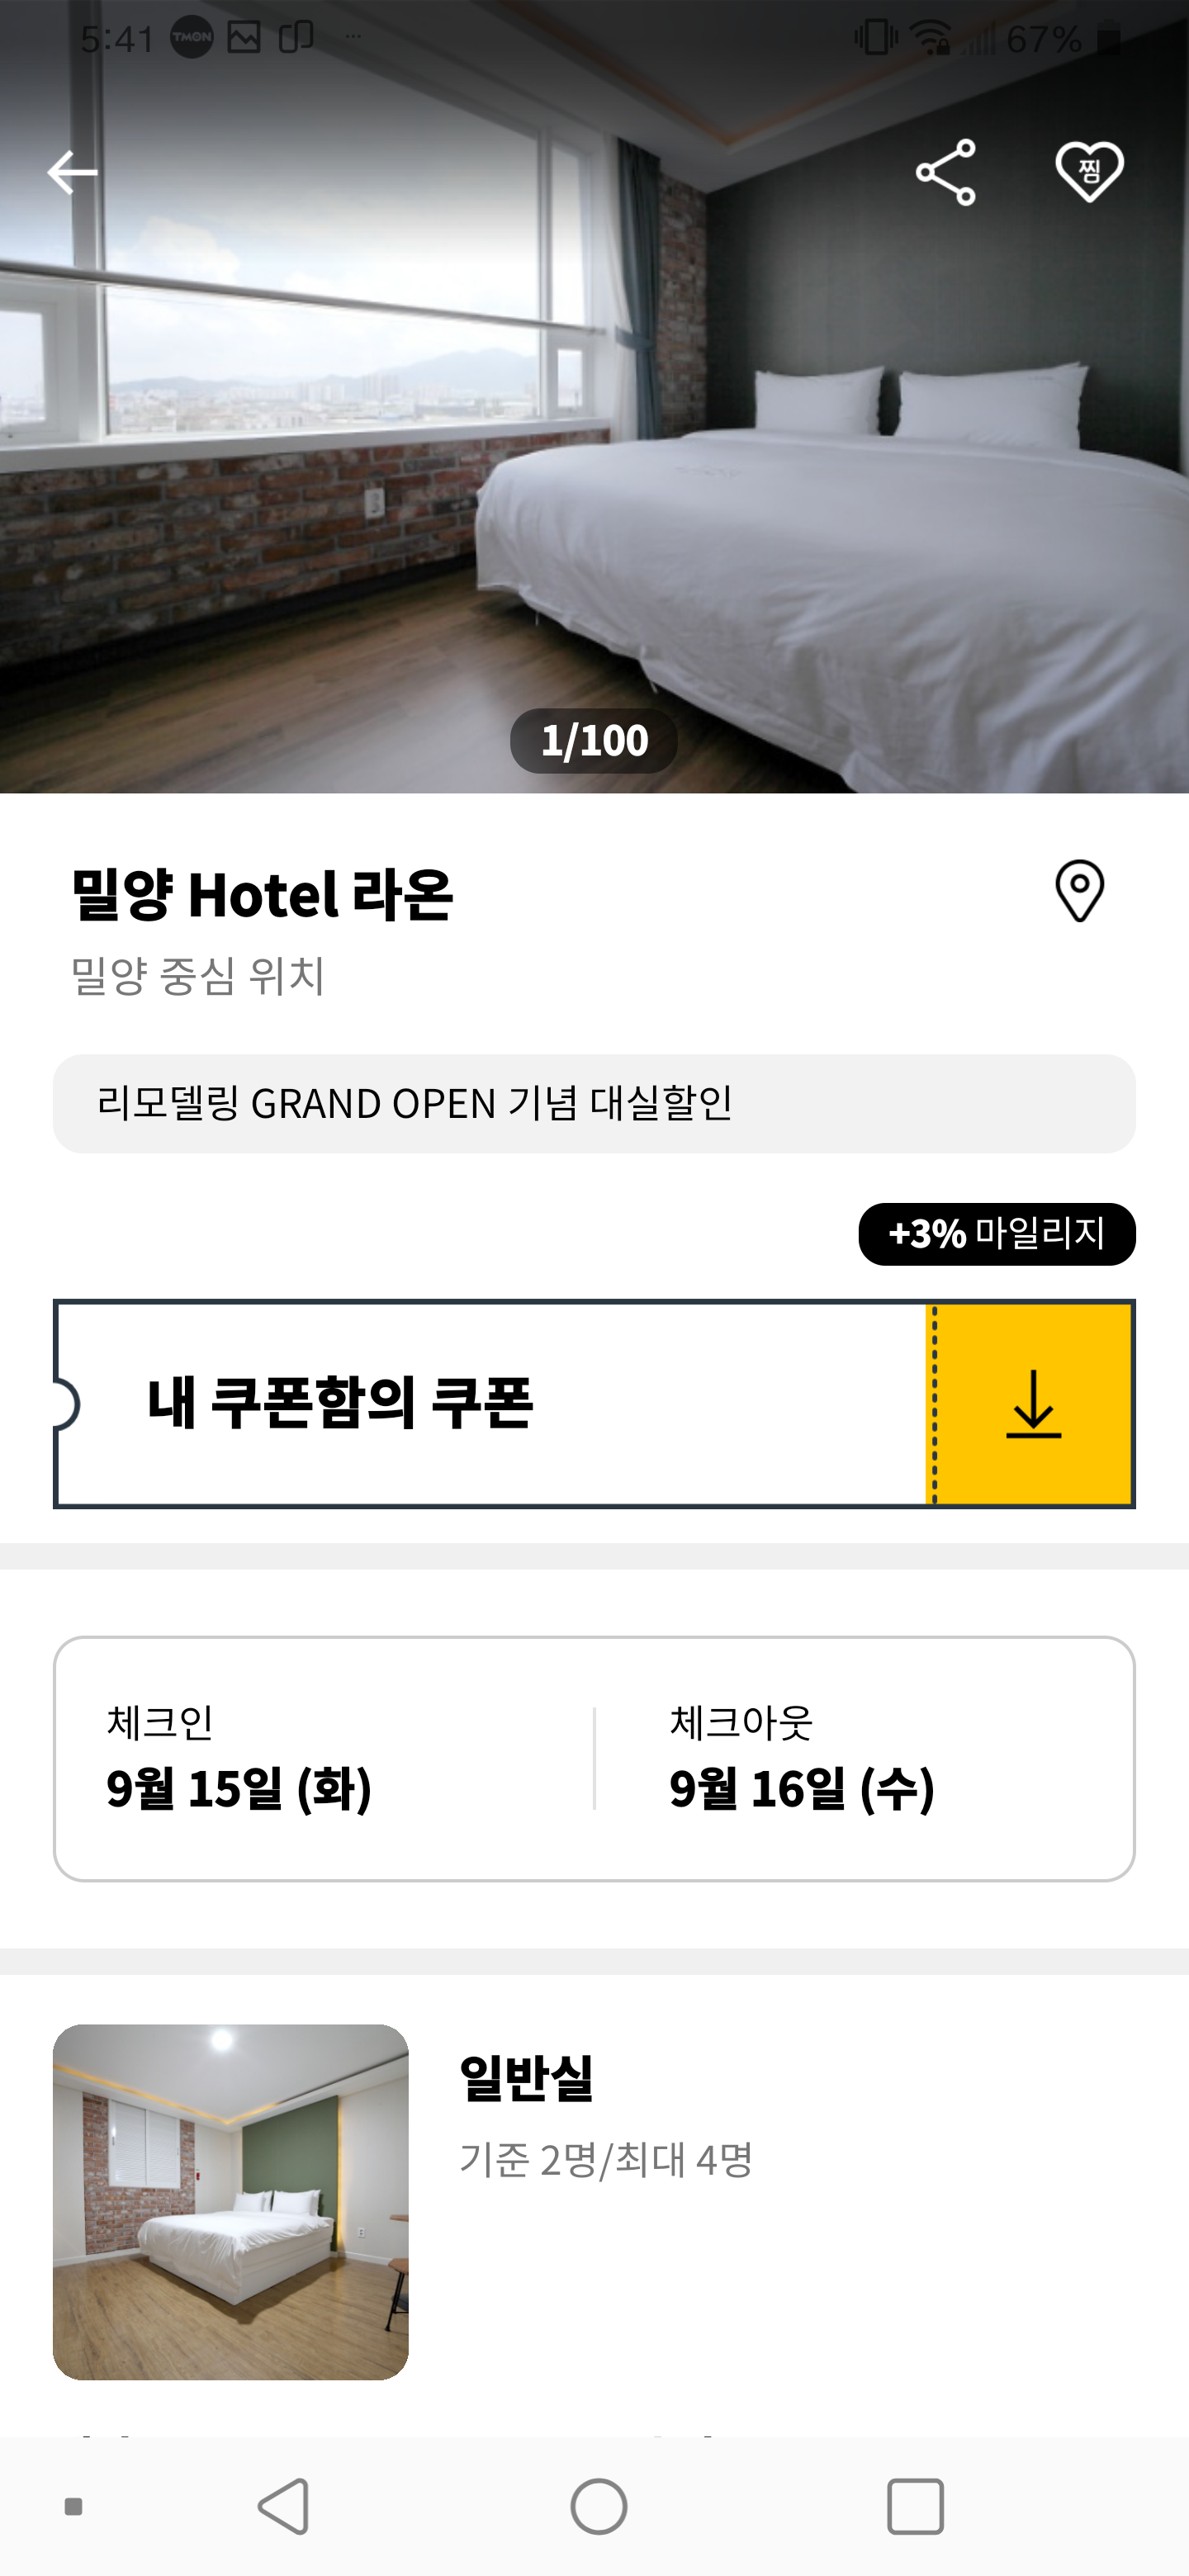 5:41 TMON ... 67%
찜
1/100
밀양 Hotel 라온
밀양 중심 위치
리모델링 GRAND OPEN 기념 대실할인
+3% 마일리지
내 쿠폰함의 쿠폰
체크인 체크아웃
9월 15일 (화) 9월 16일 (수)
일반실
기준 2명/최대 4명